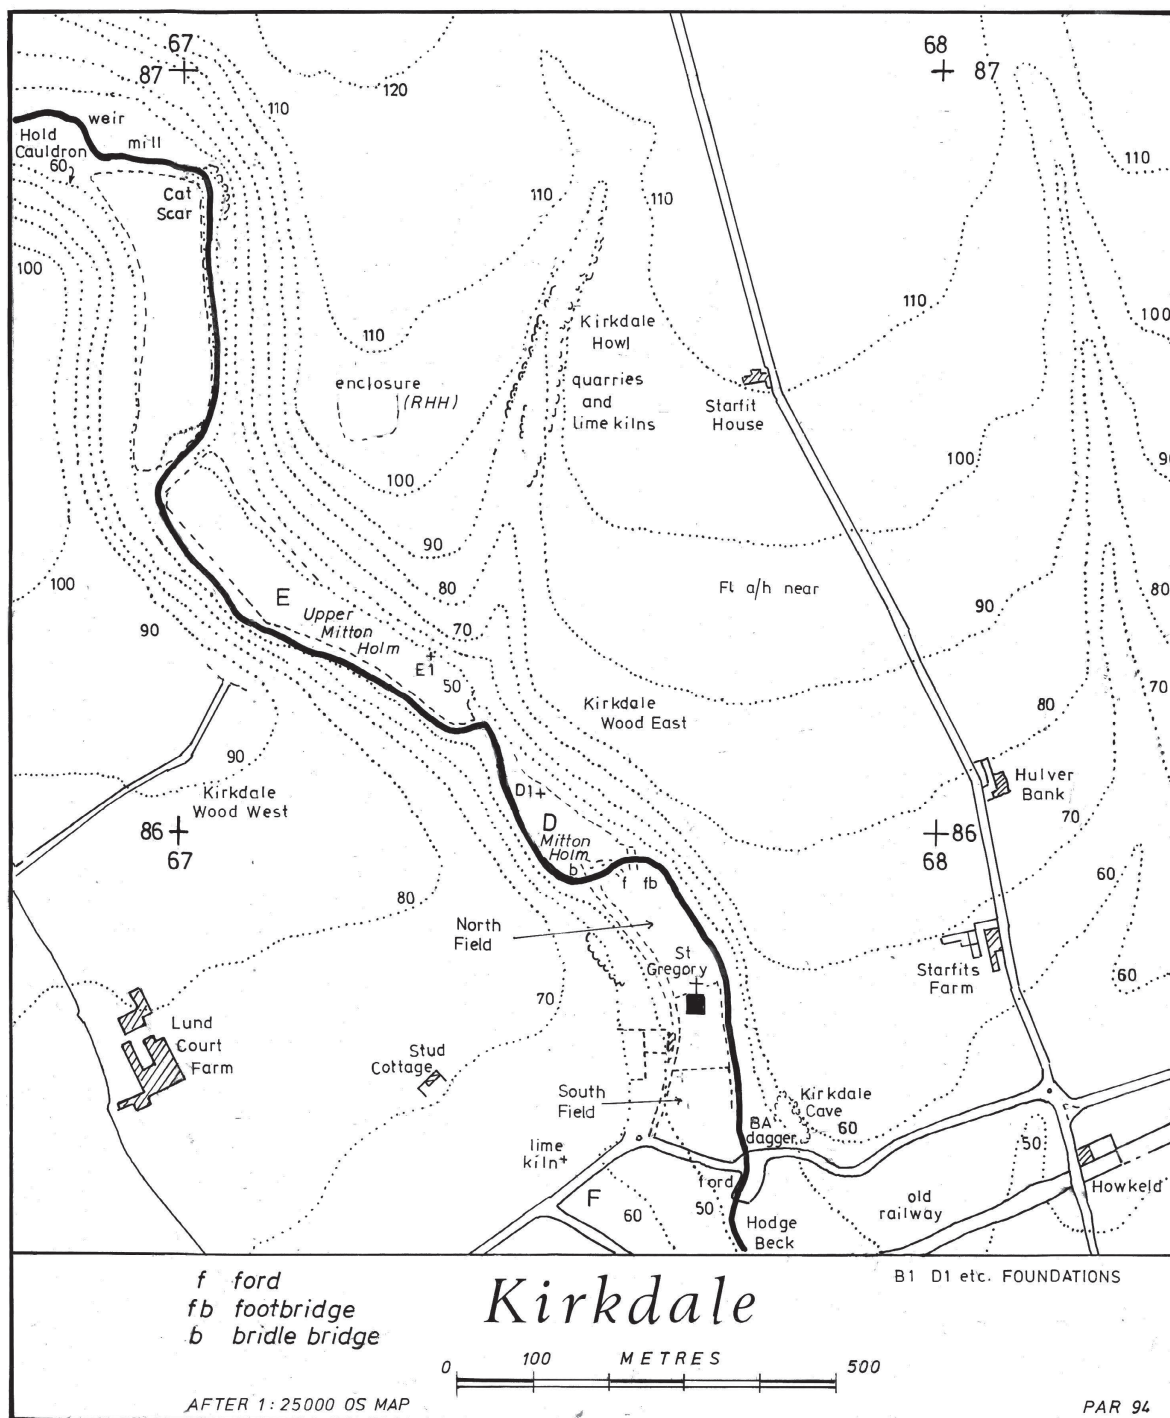 67
87
68
87
120
110
110
weir
mill
Hold
Cauldron
60
Cat
Scar
110
110
110
100
100
110
Kirkdale
Howl
110
enclosure
(RHH)
quarries
and
lime kilns
Starfit
House
100
100
90
90
80
Fl a/h near
80
100
90
E
Upper
Mitton
Holm
70
E1
50
90
70
Kirkdale
Wood East
80
90
Kirkdale
Wood West
D1
D
Mitton
Holm
b
f
fb
Hulver
Bank
70
86
67
86
68
60
80
North
Field
St
Gregory
Starfits
Farm
60
70
Lund
Court
Farm
Stud
Cottage
South
Field
Kirkdale
Cave
60
BA
dagger
50
lime
kiln
ford
Howkeld
F
60
50
Hodge
Beck
old
railway
f ford
fb footbridge
b bridle bridge
Kirkdale
B1 D1 etc. FOUNDATIONS
0 100 METRES 500
AFTER 1:25000 OS MAP
PAR 94